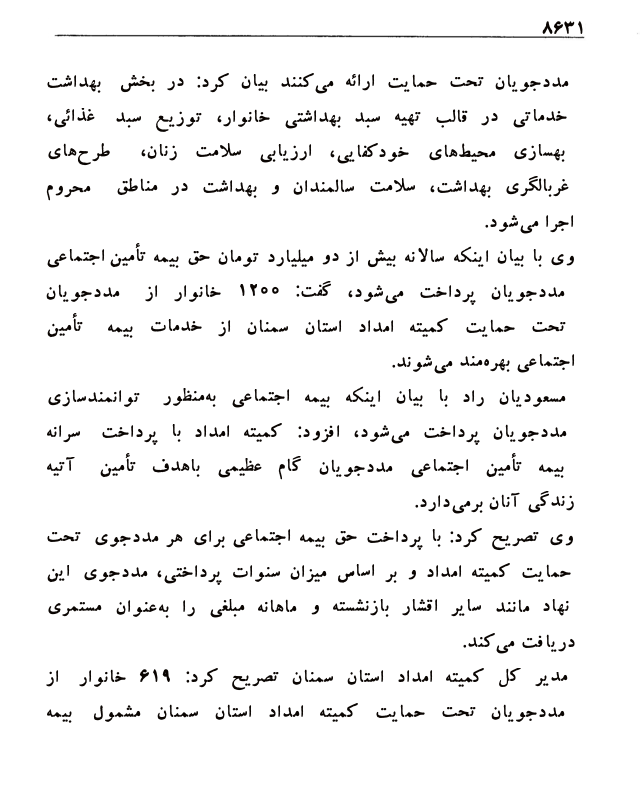 ۸۶۳۱
مددجویان تحت حمایت ارائه می‌کنند بیان کرد: در بخش بهداشت
خدماتی در قالب تهیه سبد بهداشتی خانوار، توزیع سبد غذائی،
بهسازی محیط‌های خودکفایی، ارزیابی سلامت زنان، طرح‌های
غربالگری بهداشت، سلامت سالمندان و بهداشت در مناطق محروم
اجرا می‌شود.
وی با بیان اینکه سالانه بیش از دو میلیارد تومان حق بیمه تأمین اجتماعی
مددجویان پرداخت می‌شود، گفت: ۱۲۰۰ خانوار از مددجویان
تحت حمایت کمیته امداد استان سمنان از خدمات بیمه تأمین
اجتماعی بهره‌مند می‌شوند.
مسعودیان راد با بیان اینکه بیمه اجتماعی به‌منظور توانمندسازی
مددجویان پرداخت می‌شود، افزود: کمیته امداد با پرداخت سرانه
بیمه تأمین اجتماعی مددجویان گام عظیمی باهدف تأمین آتیه
زندگی آنان برمی‌دارد.
وی تصریح کرد: با پرداخت حق بیمه اجتماعی برای هر مددجوی تحت
حمایت کمیته امداد و بر اساس میزان سنوات پرداختی، مددجوی این
نهاد مانند سایر اقشار بازنشسته و ماهانه مبلغی را به‌عنوان مستمری
دریافت می‌کند.
مدیر کل کمیته امداد استان سمنان تصریح کرد: ۶۱۹ خانوار از
مددجویان تحت حمایت کمیته امداد استان سمنان مشمول بیمه